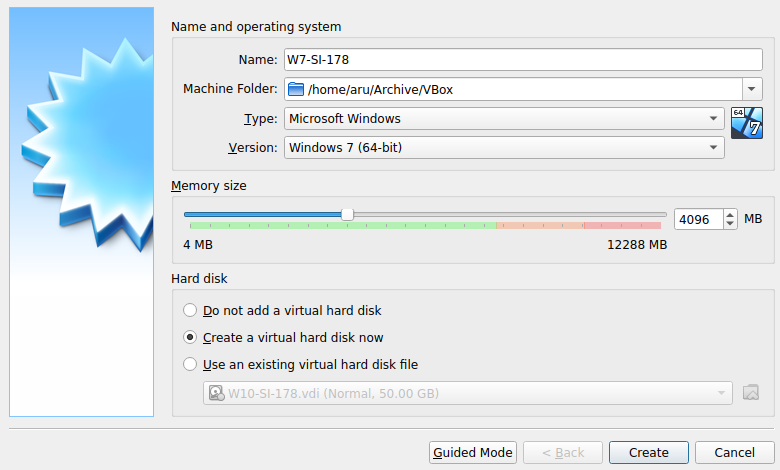 Name and operating system
Name: W7-SI-178
Machine Folder: /home/aru/Archive/VBox
Type: Microsoft Windows
64
7
Version: Windows 7 (64-bit)
Memory size
4096 MB
4 MB 12288 MB
Hard disk
Do not add a virtual hard disk
Create a virtual hard disk now
Use an existing virtual hard disk file
W10-SI-178.vdi (Normal, 50.00 GB)
Guided Mode < Back Create Cancel